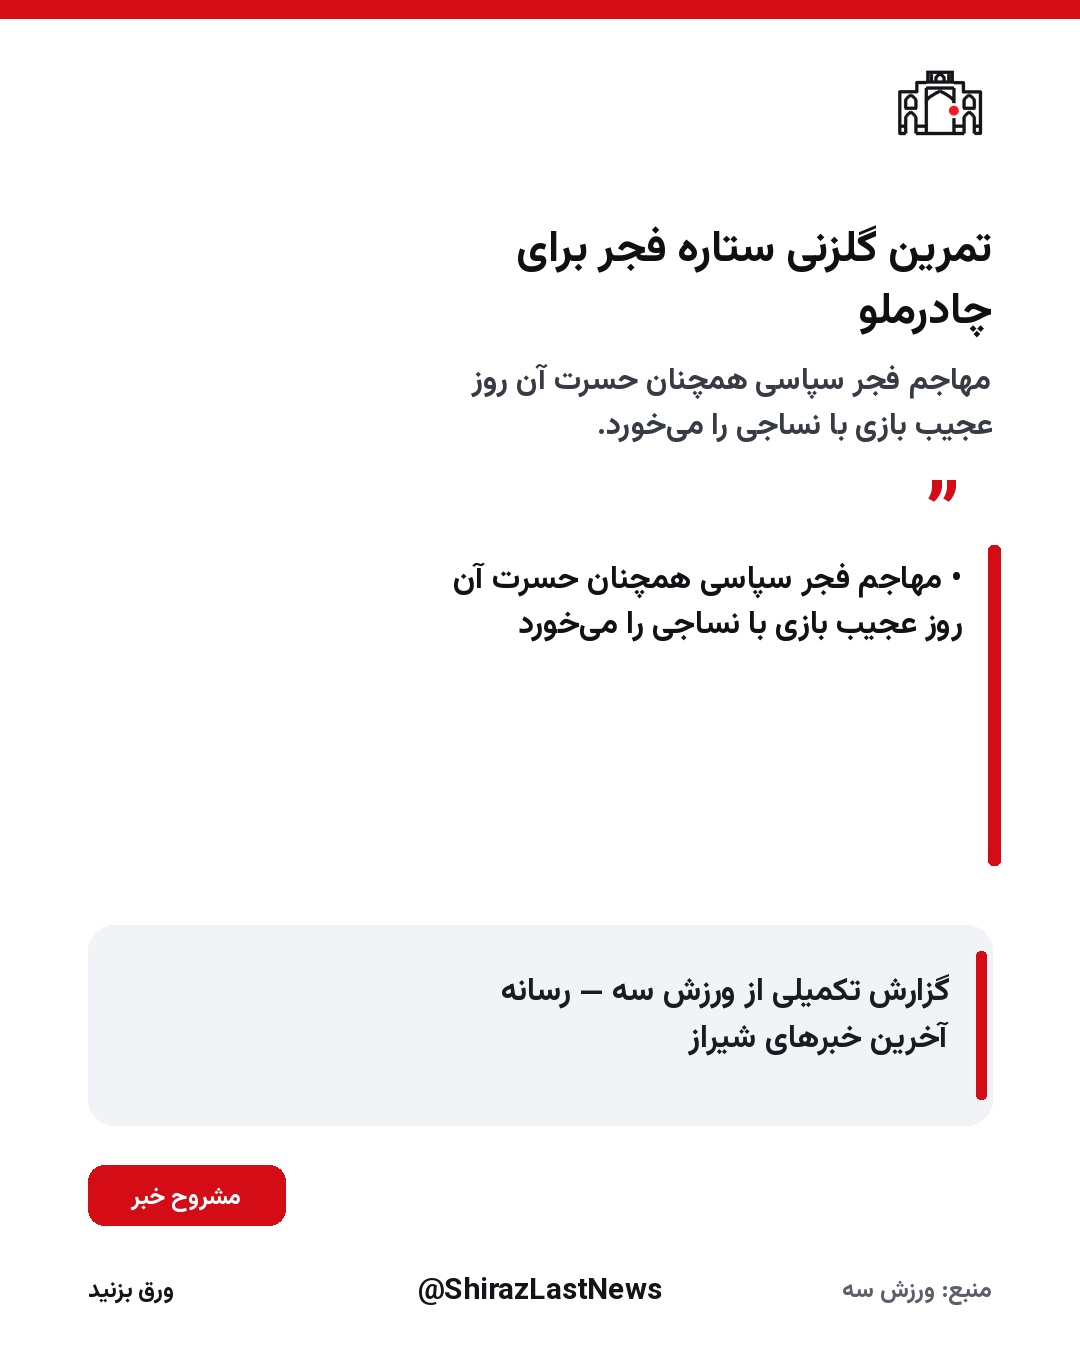 تمرین گلزنی ستاره فجر برای
چادرملو
مهاجم فجر سپاسی همچنان حسرت آن روز
عجیب بازی با نساجی را می‌خورد.
”
• مهاجم فجر سپاسی همچنان حسرت آن
روز عجیب بازی با نساجی را می‌خورد
گزارش تکمیلی از ورزش سه — رسانه
آخرین خبرهای شیراز
مشروح خبر
منبع: ورزش سه
@ShirazLastNews
ورق بزنید